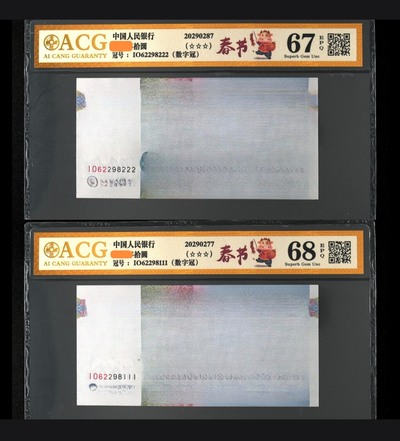 ACG
AI CANG GUARANTY
中国人民银行
拾圆
冠号：IO62298222（数字冠）
20290287
(☆☆☆)
春节
67
EPQ
Superb Gem Unc
IO62298222
ACG
AI CANG GUARANTY
中国人民银行
拾圆
冠号：IO62298111（数字冠）
20290277
(☆☆☆)
春节
68
EPQ
Superb Gem Unc
IO62298111